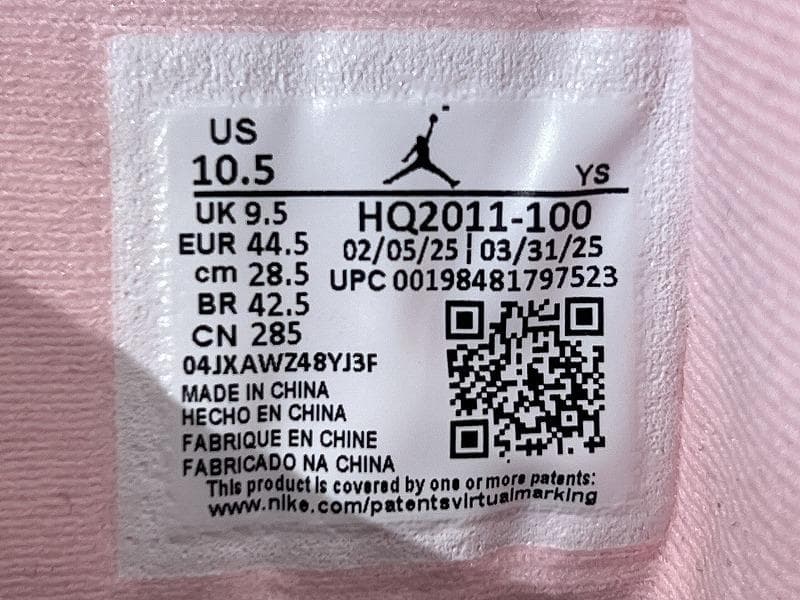 US
10.5
YS
UK 9.5
EUR 44.5
cm 28.5
BR 42.5
CN 285
HQ2011-100
02/05/25 | 03/31/25
UPC 00198481797523
04JXAWZ48YJ3F
MADE IN CHINA
HECHO EN CHINA
FABRIQUE EN CHINE
FABRICADO NA CHINA
This product is covered by one or more patents:
www.nike.com/patentsvirtualmarking